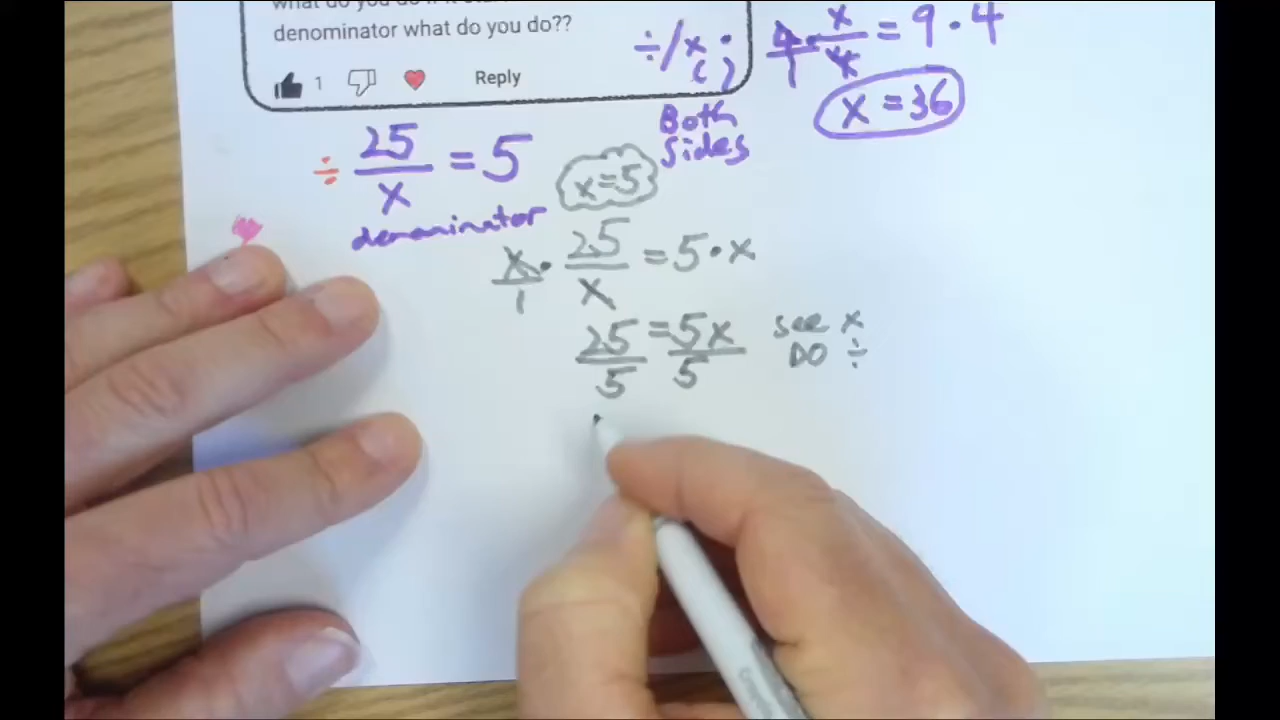 denominator what do you do??
1 Reply
÷/x • ( )
Both
Sides
4/1 • x/4 = 9 • 4
x = 36
÷ 25/x = 5
denominator
x=5
x/1 • 25/x = 5 • x
25/5 = 5x/5
see x
DO ÷